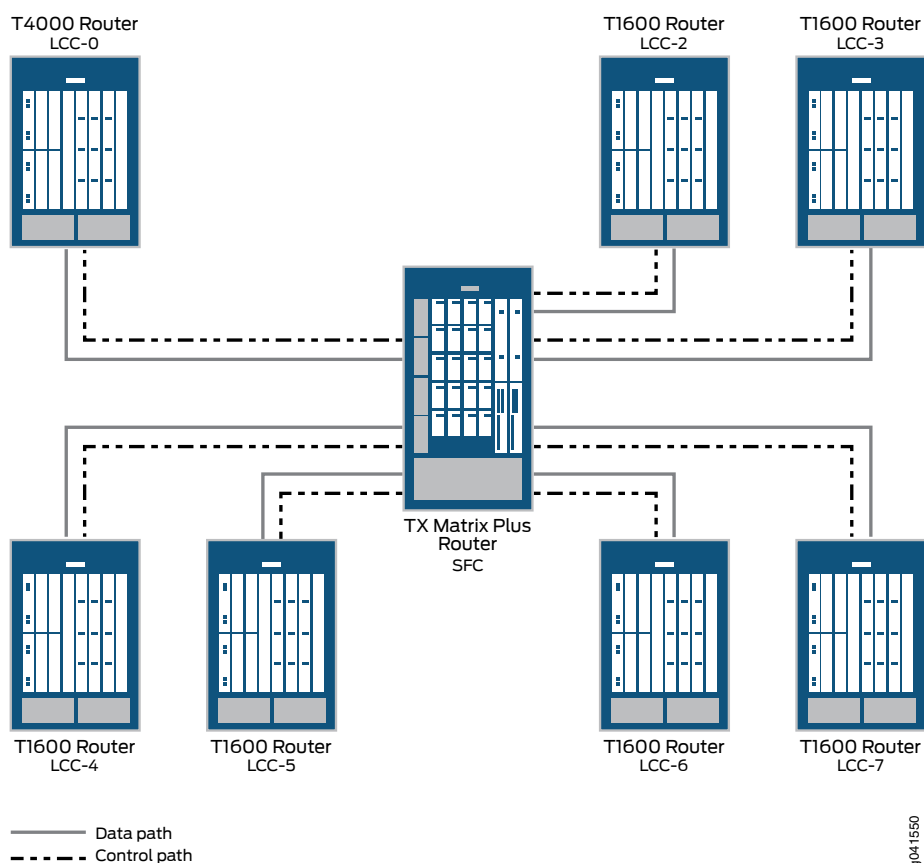 T4000 Router
LCC-0
T1600 Router
LCC-2
T1600 Router
LCC-3
TX Matrix Plus
Router
SFC
T1600 Router
LCC-4
T1600 Router
LCC-5
T1600 Router
LCC-6
T1600 Router
LCC-7
Data path
Control path
g041550